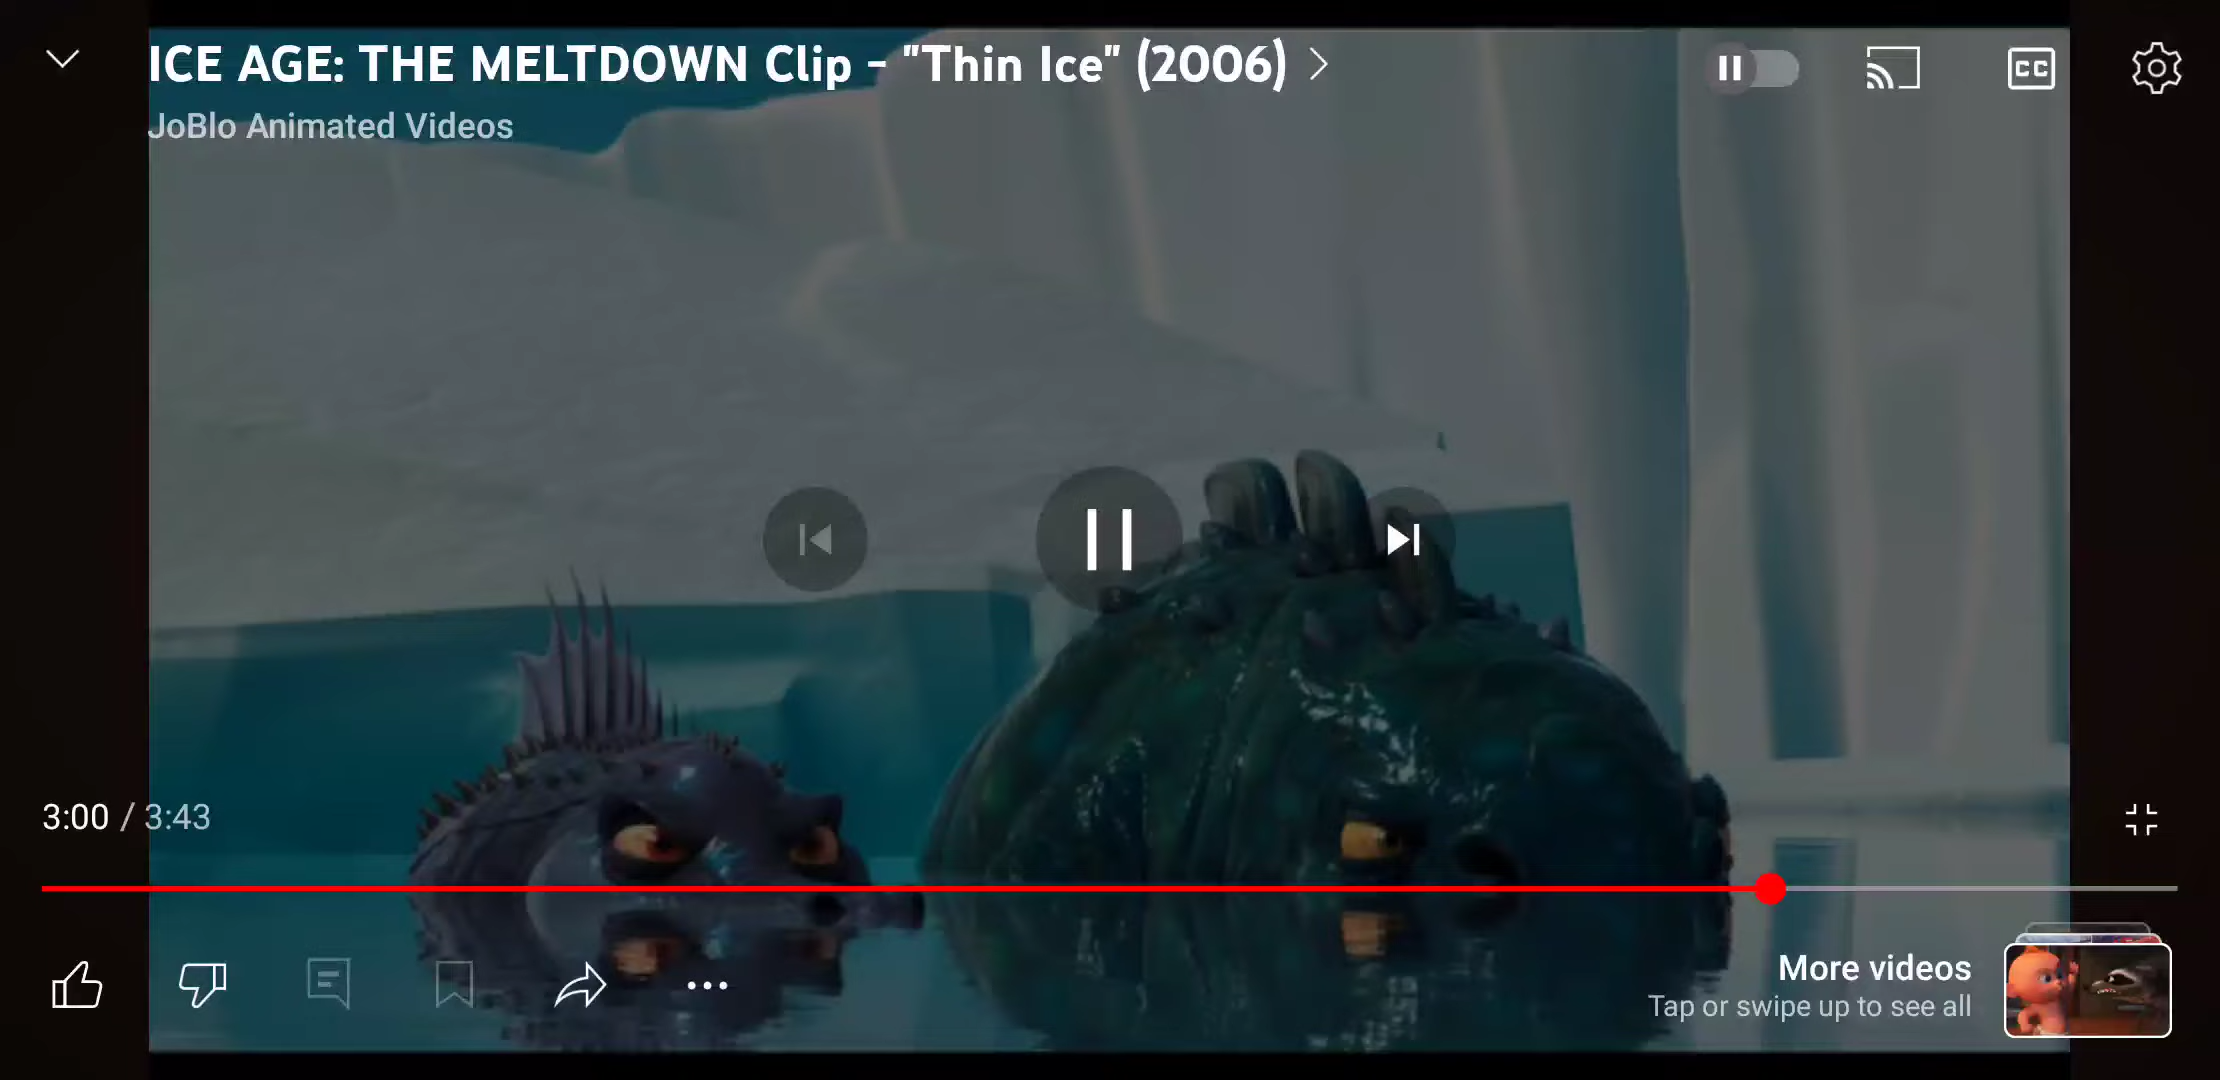 ICE AGE: THE MELTDOWN Clip - "Thin Ice" (2006)
JoBlo Animated Videos
CC
3:00 / 3:43
More videos
Tap or swipe up to see all